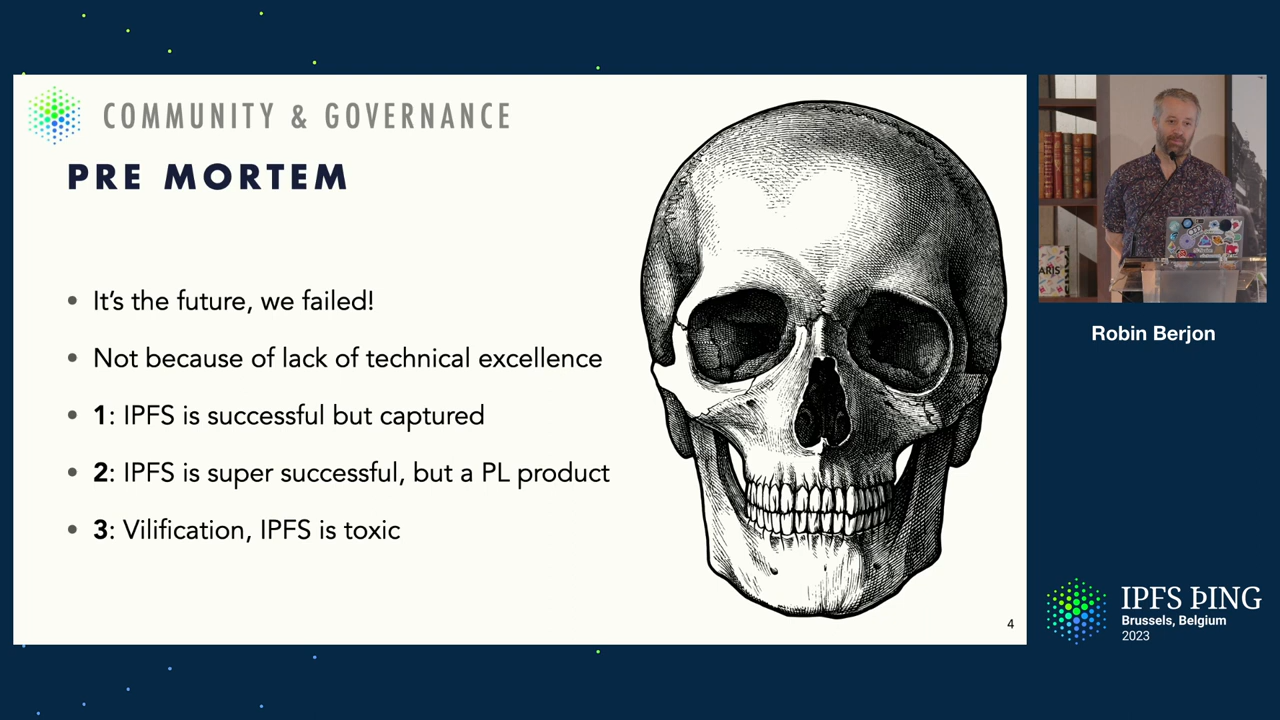 COMMUNITY & GOVERNANCE
PRE MORTEM
• It’s the future, we failed!
• Not because of lack of technical excellence
• 1: IPFS is successful but captured
• 2: IPFS is super successful, but a PL product
• 3: Vilification, IPFS is toxic
4
ARIS
Robin Berjon
IPFS ÞING
Brussels, Belgium
2023